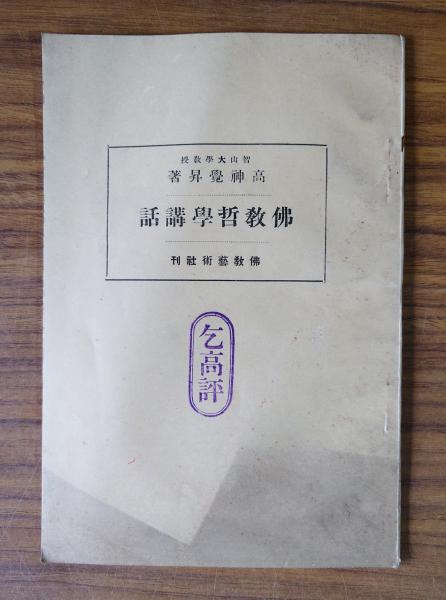 智山大學教授
高神覺昇著
佛教哲學講話
佛教藝術社刊
乞高評